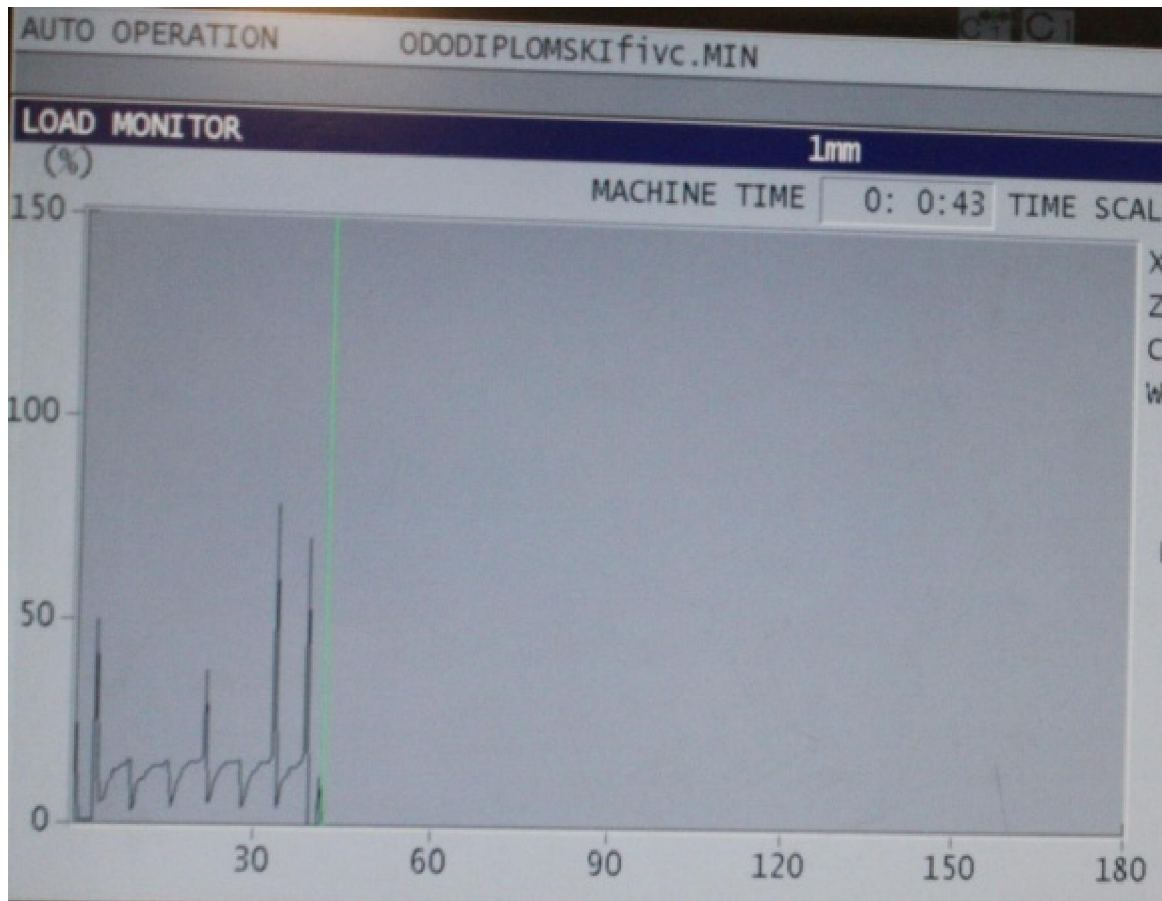 AUTO OPERATION ODODIPLOMSKIfivc.MIN
LOAD MONITOR 1mm
(%)
MACHINE TIME 0: 0:43 TIME SCAL
150
100
50
0
30 60 90 120 150 180
X
Z
C
W